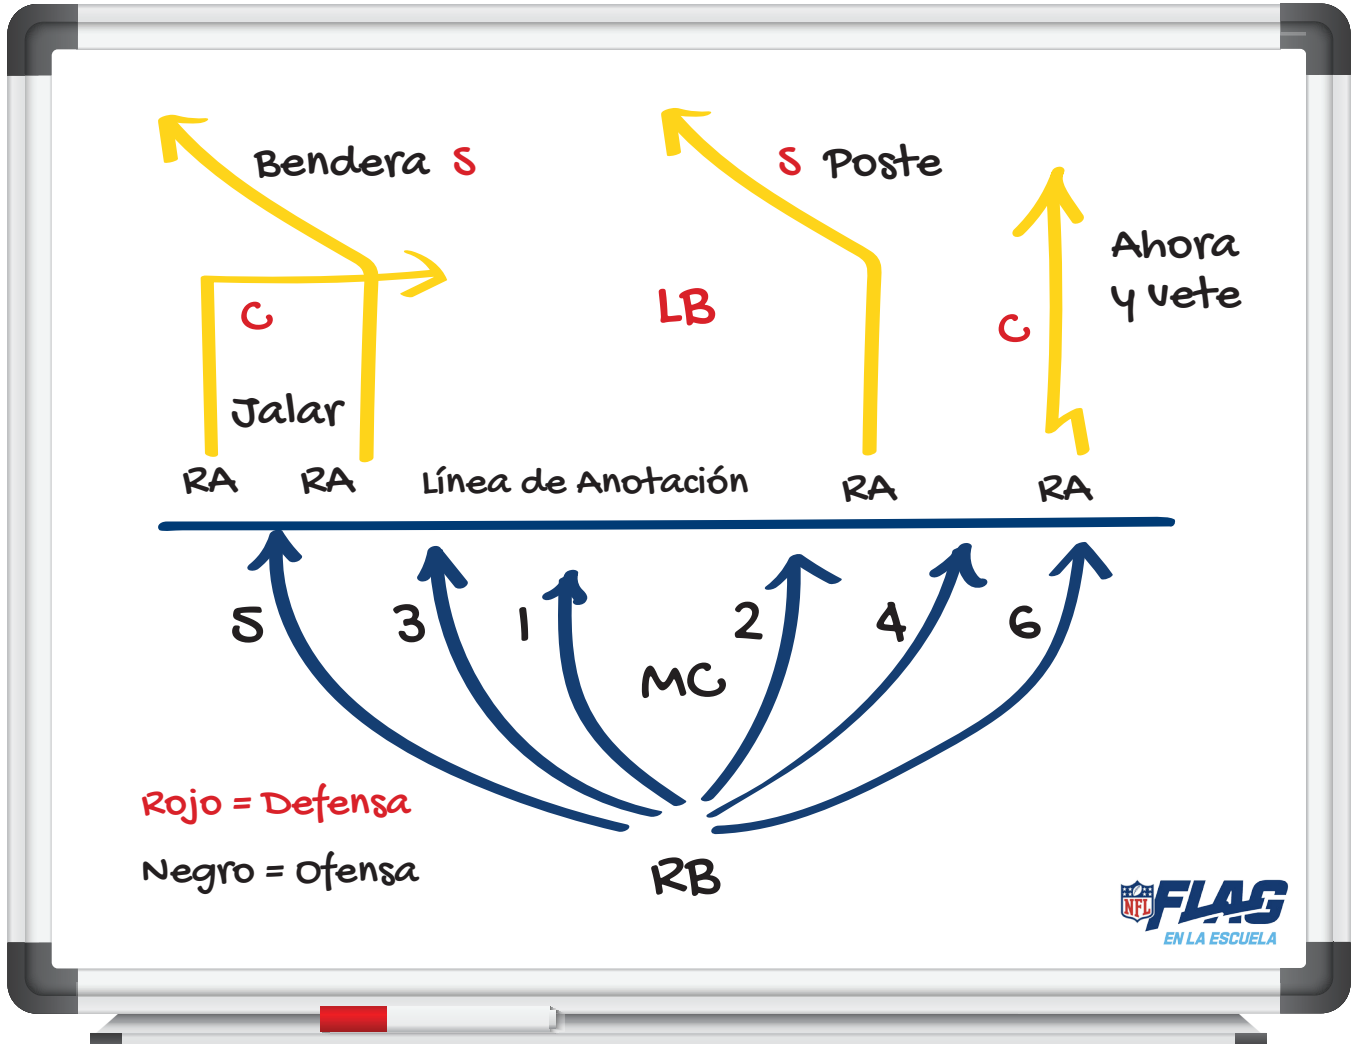 Bendera S
S Poste
Ahora
y vete
LB
C
C
Jalar
RA RA Línea de Anotación RA RA
5 3 1 2 4 6
MC
Rojo = Defensa
Negro = Ofensa
RB
NFL FLAG
EN LA ESCUELA